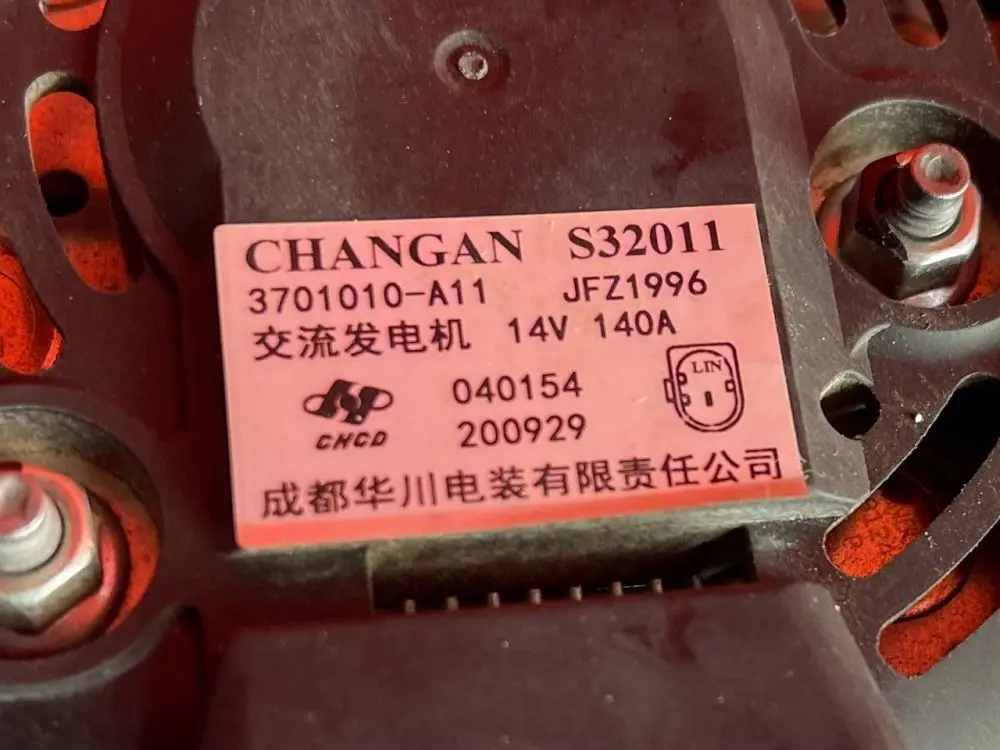 CHANGAN S32011
3701010-A11 JFZ1996
交流发电机 14V 140A
LIN
040154
CHCD
200929
成都华川电装有限责任公司